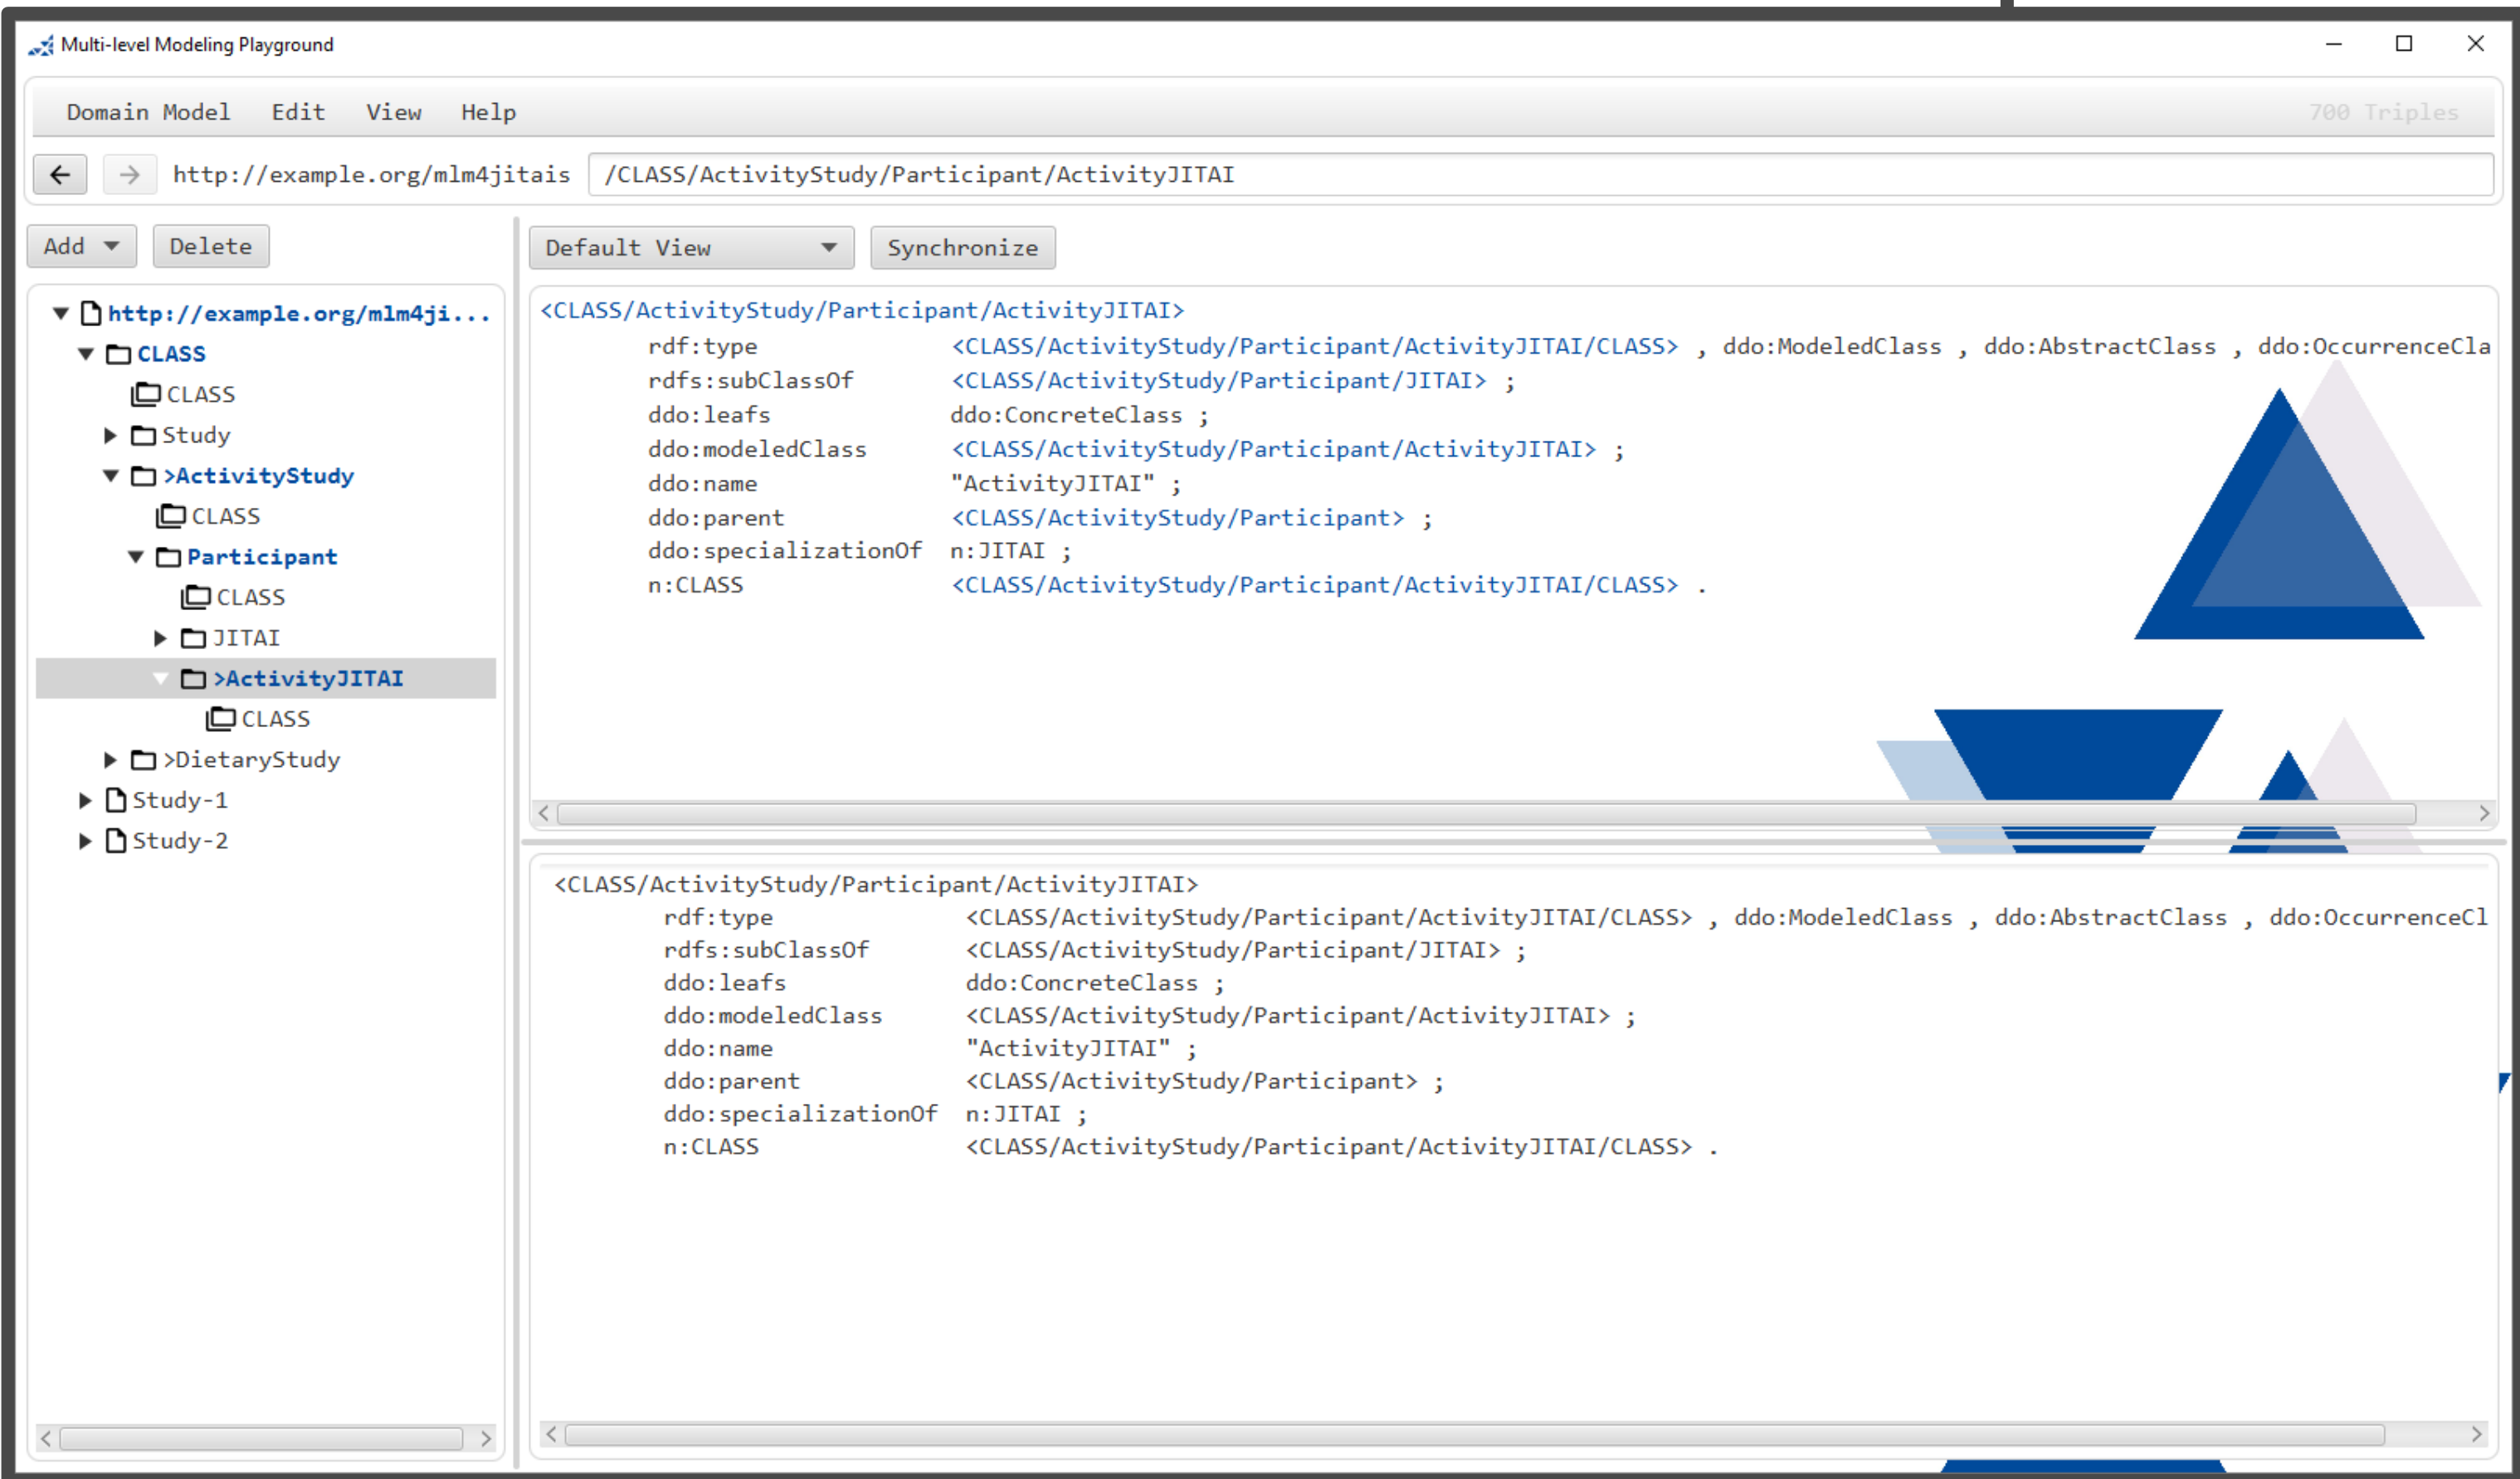 Multi-level Modeling Playground
Domain Model Edit View Help 700 Triples
http://example.org/mlm4jitais /CLASS/ActivityStudy/Participant/ActivityJITAI
Add Delete
http://example.org/mlm4ji...
CLASS
CLASS
Study
>ActivityStudy
CLASS
Participant
CLASS
JITAI
>ActivityJITAI
CLASS
>DietaryStudy
Study-1
Study-2
Default View Synchronize
<CLASS/ActivityStudy/Participant/ActivityJITAI>
rdf:type <CLASS/ActivityStudy/Participant/ActivityJITAI/CLASS> , ddo:ModeledClass , ddo:AbstractClass , ddo:OccurrenceCla
rdfs:subClassOf <CLASS/ActivityStudy/Participant/JITAI> ;
ddo:leafs ddo:ConcreteClass ;
ddo:modeledClass <CLASS/ActivityStudy/Participant/ActivityJITAI> ;
ddo:name "ActivityJITAI" ;
ddo:parent <CLASS/ActivityStudy/Participant> ;
ddo:specializationOf n:JITAI ;
n:CLASS <CLASS/ActivityStudy/Participant/ActivityJITAI/CLASS> .
<CLASS/ActivityStudy/Participant/ActivityJITAI>
rdf:type <CLASS/ActivityStudy/Participant/ActivityJITAI/CLASS> , ddo:ModeledClass , ddo:AbstractClass , ddo:OccurrenceCl
rdfs:subClassOf <CLASS/ActivityStudy/Participant/JITAI> ;
ddo:leafs ddo:ConcreteClass ;
ddo:modeledClass <CLASS/ActivityStudy/Participant/ActivityJITAI> ;
ddo:name "ActivityJITAI" ;
ddo:parent <CLASS/ActivityStudy/Participant> ;
ddo:specializationOf n:JITAI ;
n:CLASS <CLASS/ActivityStudy/Participant/ActivityJITAI/CLASS> .